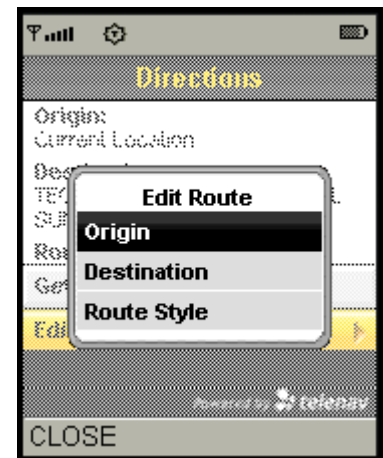 Directions
Origin:
Current Location
Edit Route
Origin
Destination
Route Style
Powered by telenav
CLOSE